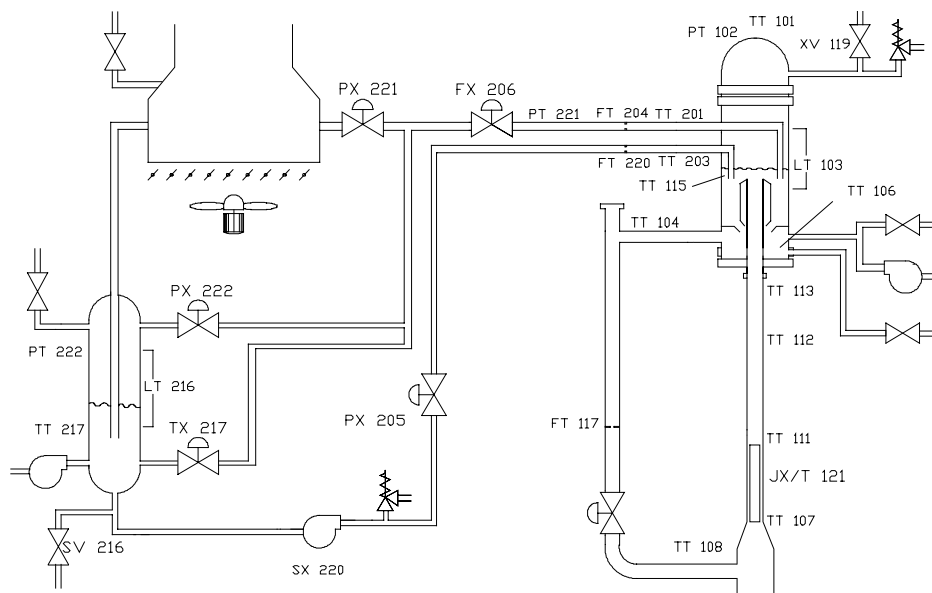 TT 101
PT 102
XV 119
PX 221
FX 206
PT 221
FT 204
TT 201
LT 103
FT 220
TT 203
TT 115
TT 106
TT 104
PX 222
TT 113
PT 222
TT 112
LT 216
PX 205
TT 217
TX 217
FT 117
TT 111
JX/T 121
TT 107
SV 216
TT 108
SX 220